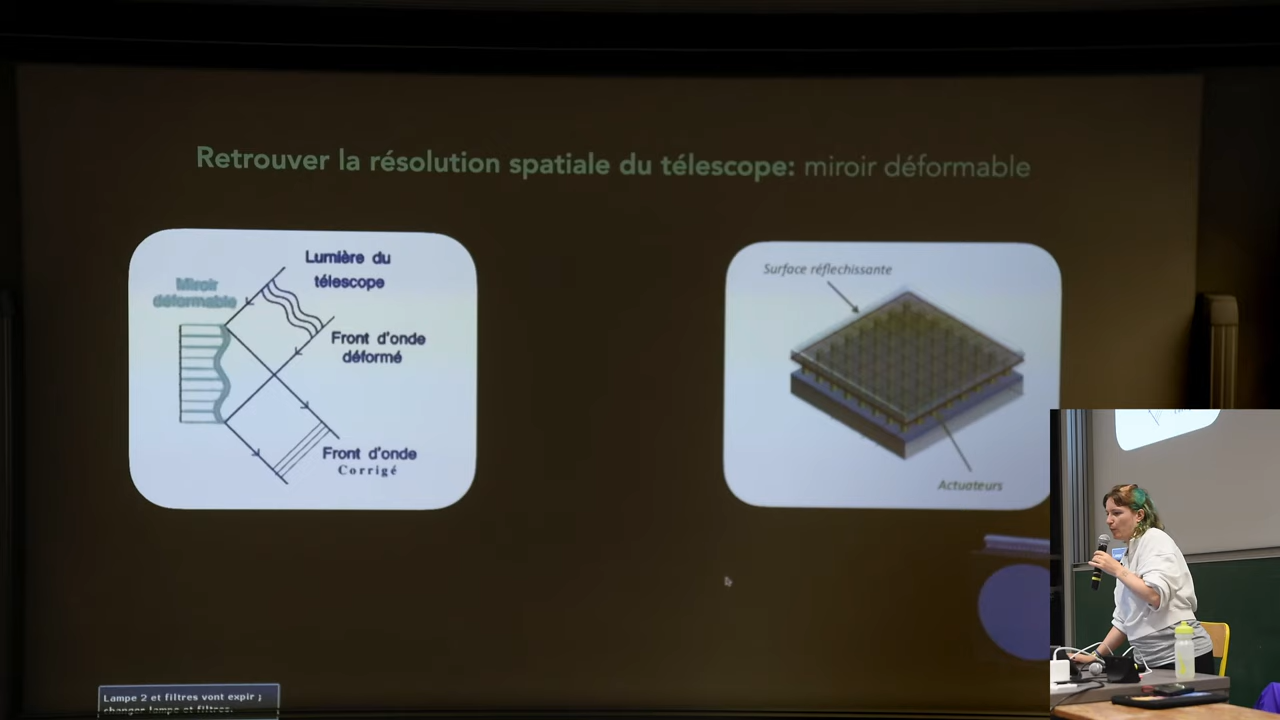 Retrouver la résolution spatiale du télescope: miroir déformable
Lumière du
télescope
Miroir
déformable
Front d'onde
déformé
Front d'onde
Corrigé
Surface réflechissante
Actuateurs
Lampe 2 et filtres vont expir ;
changer lampe et filtres.